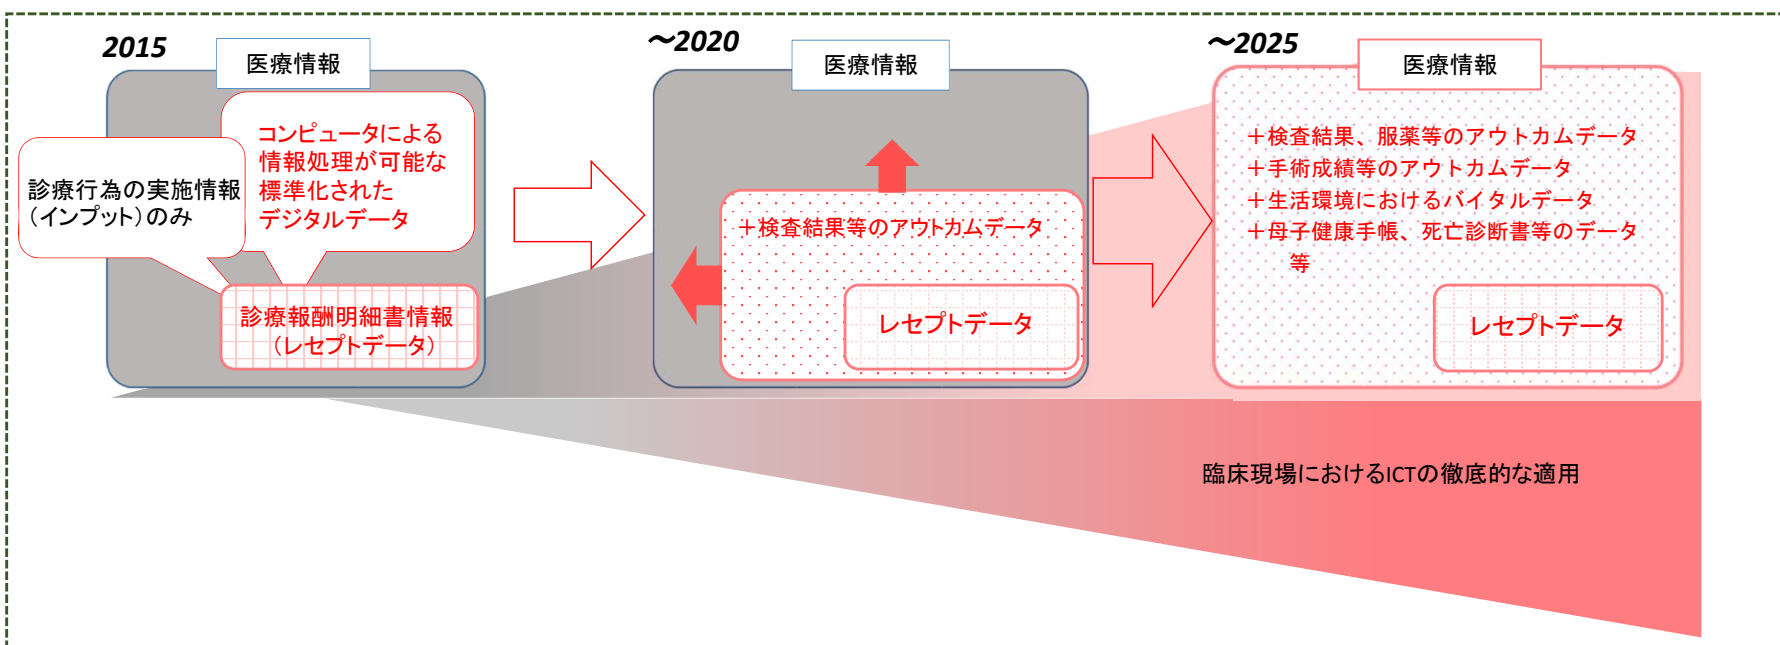 2015
医療情報
コンピュータによる
情報処理が可能な
標準化された
デジタルデータ
診療行為の実施情報
（インプット）のみ
診療報酬明細書情報
（レセプトデータ）
～2020
医療情報
＋検査結果等のアウトカムデータ
レセプトデータ
～2025
医療情報
＋検査結果、服薬等のアウトカムデータ
＋手術成績等のアウトカムデータ
＋生活環境におけるバイタルデータ
＋母子健康手帳、死亡診断書等のデータ
等
レセプトデータ
臨床現場におけるICTの徹底的な適用